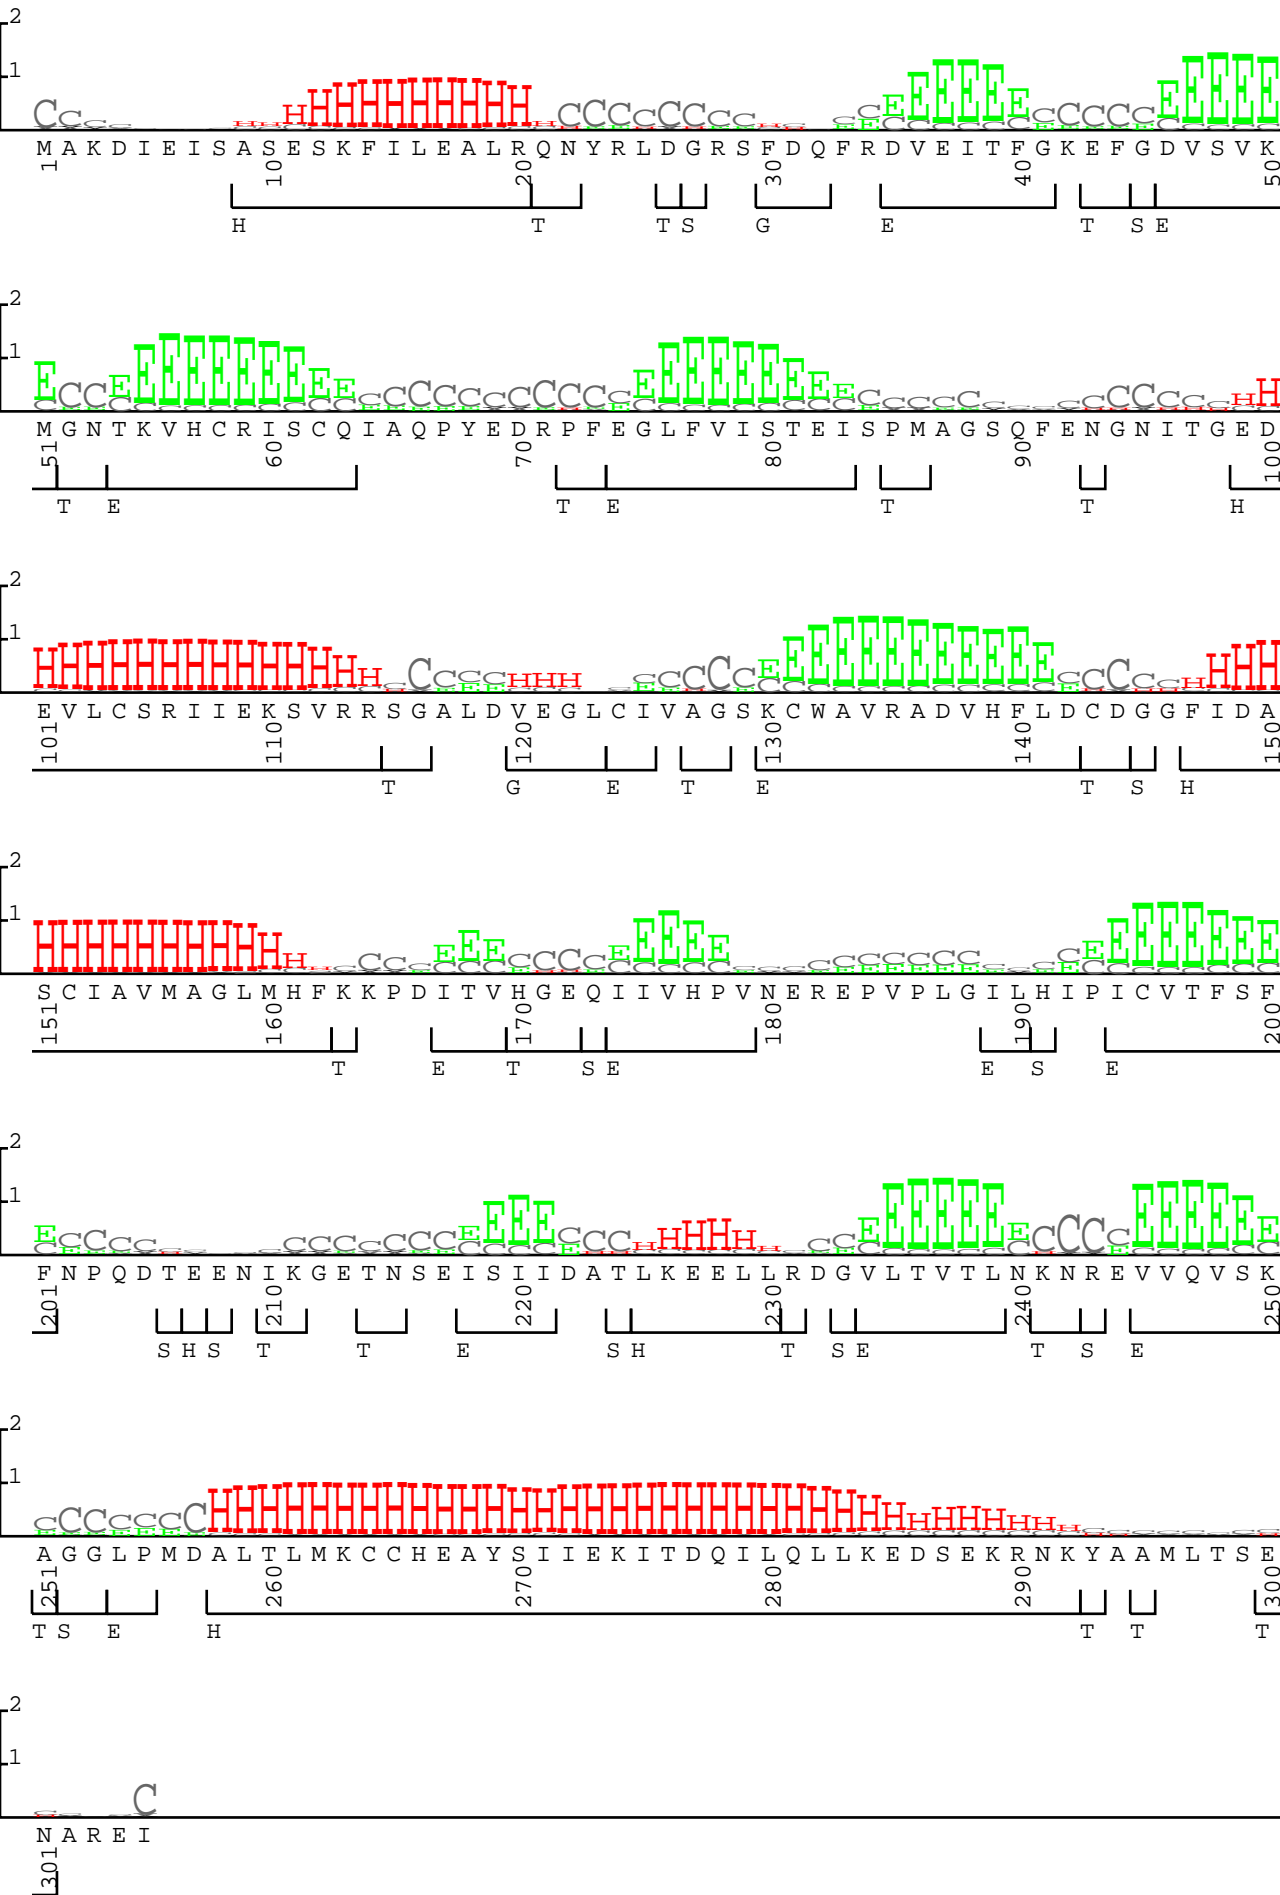 2
1
M A K D I E I S A S E S K F I L E A L R Q N Y R L D G R S F D Q F R D V E I T F G K E F G D V S V K
1 10 20 30 40 50
H T T S G E T S E
2
1
M G N T K V H C R I S C Q I A Q P Y E D R P F E G L F V I S T E I S P M A G S Q F E N G N I T G E D
51 60 70 80 90 100
T E T E T T H
2
1
E V L C S R I I E K S V R R S G A L D V E G L C I V A G S K C W A V R A D V H F L D C D G G F I D A
101 110 120 130 140 150
T G E T E T S H
2
1
S C I A V M A G L M H F K K P D I T V H G E Q I I V H P V N E R E P V P L G I L H I P I C V T F S F
151 160 170 180 190 200
T E T S E E S E
2
1
F N P Q D T E E N I K G E T N S E I S I I D A T L K E E L L R D G V L T V T L N K N R E V V Q V S K
201 210 220 230 240 250
S H S T T E S H T S E T S E
2
1
A G G L P M D A L T L M K C C H E A Y S I I E K I T D Q I L Q L L K E D S E K R N K Y A A M L T S E
251 260 270 280 290 300
T S E H T T T
2
1
N A R E I
301